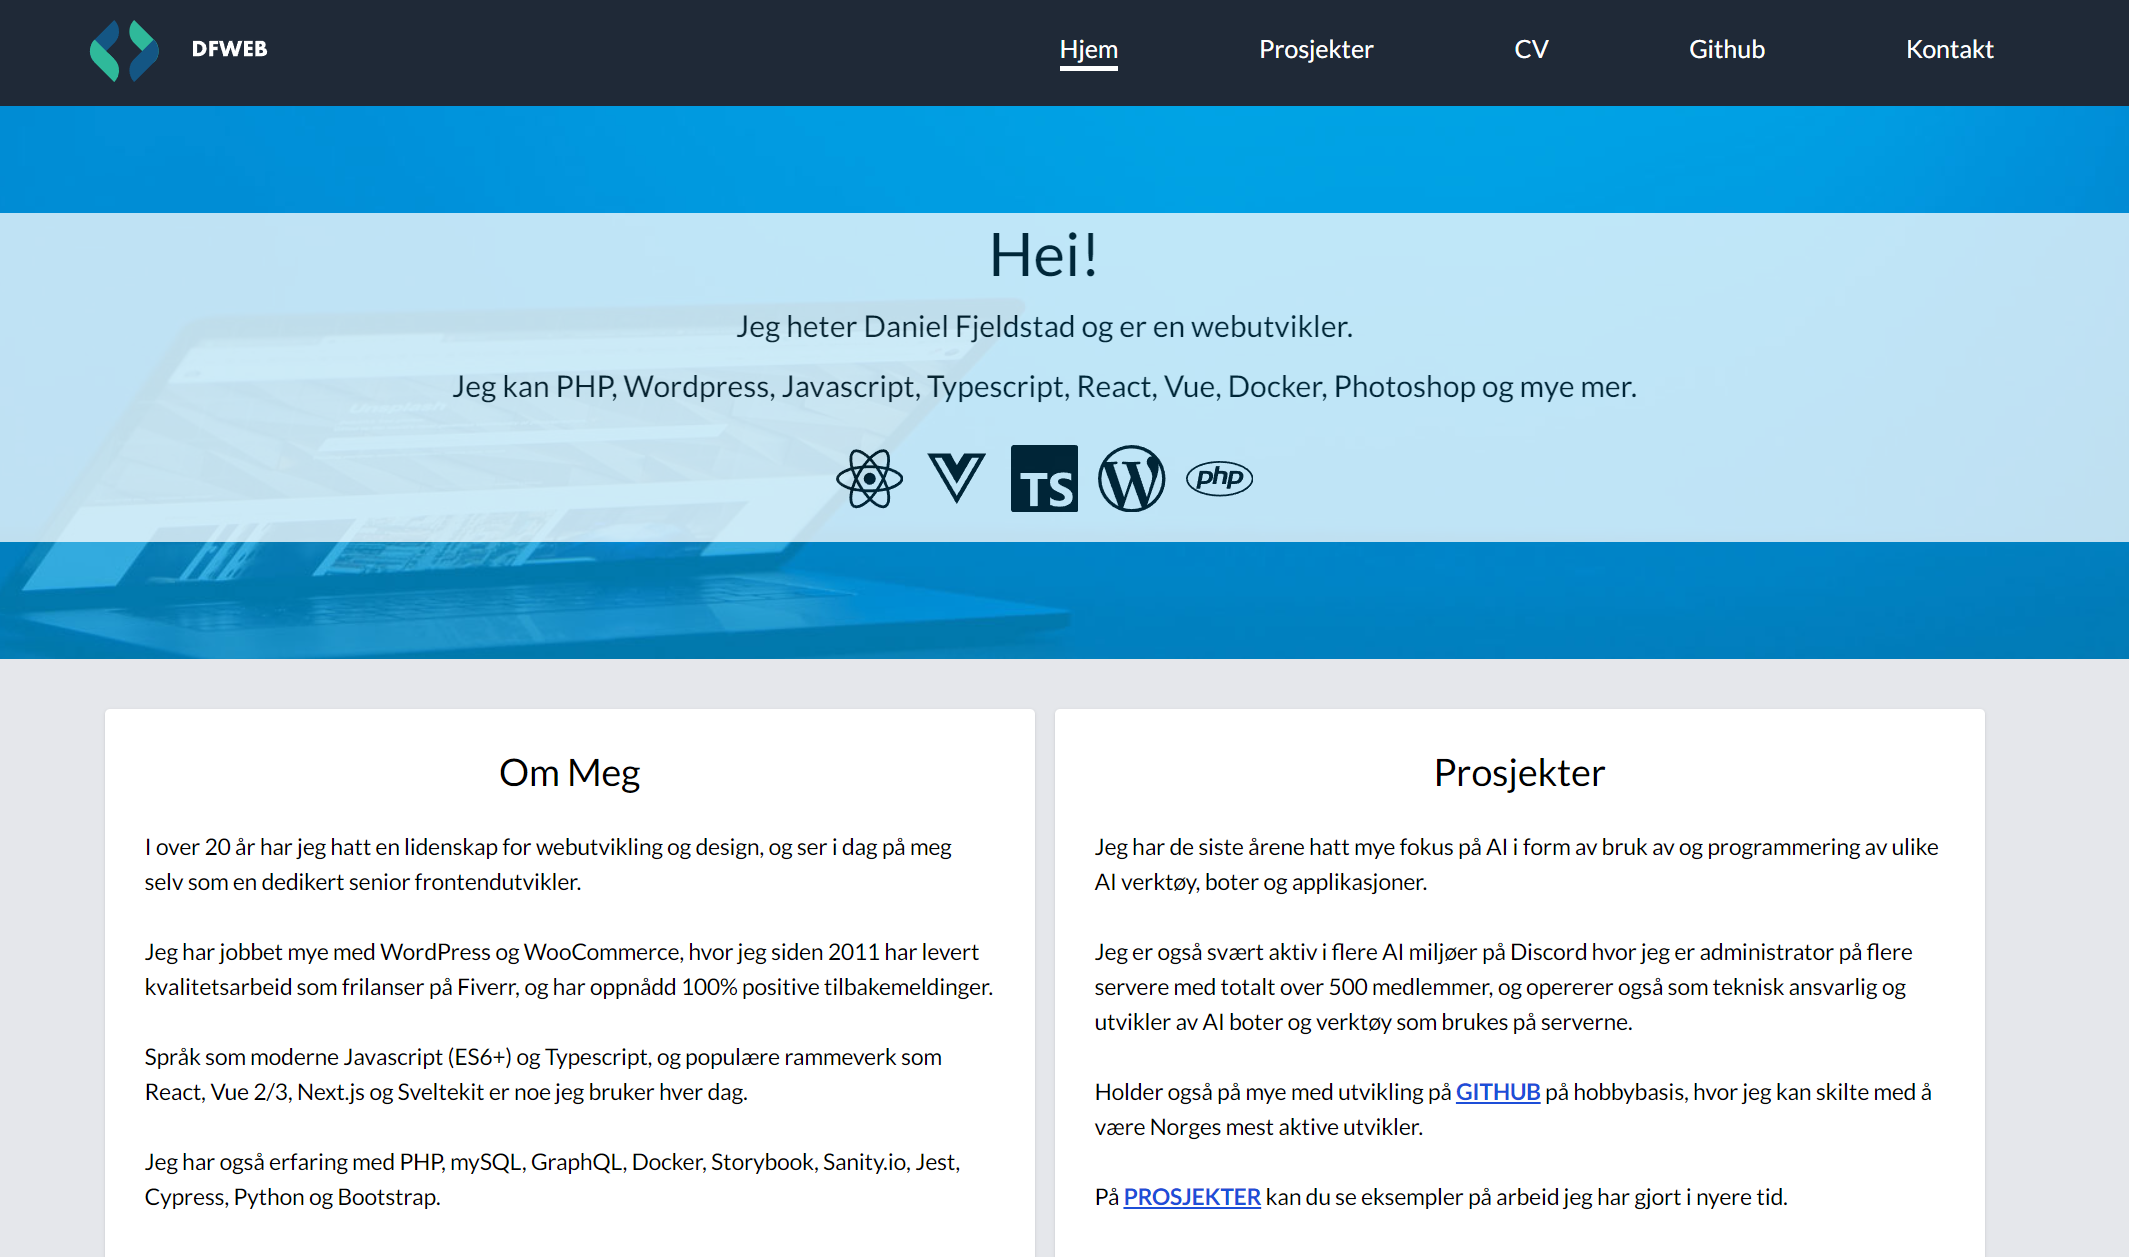 DFWEB
Hjem
Prosjekter
CV
Github
Kontakt
Hei!
Jeg heter Daniel Fjeldstad og er en webutvikler.
Jeg kan PHP, Wordpress, Javascript, Typescript, React, Vue, Docker, Photoshop og mye mer.
Unsplash
TS
W
php
Om Meg
I over 20 år har jeg hatt en lidenskap for webutvikling og design, og ser i dag på meg
selv som en dedikert senior frontendutvikler.
Jeg har jobbet mye med WordPress og WooCommerce, hvor jeg siden 2011 har levert
kvalitetsarbeid som frilanser på Fiverr, og har oppnådd 100% positive tilbakemeldinger.
Språk som moderne Javascript (ES6+) og Typescript, og populære rammeverk som
React, Vue 2/3, Next.js og Sveltekit er noe jeg bruker hver dag.
Jeg har også erfaring med PHP, mySQL, GraphQL, Docker, Storybook, Sanity.io, Jest,
Cypress, Python og Bootstrap.
Prosjekter
Jeg har de siste årene hatt mye fokus på AI i form av bruk av og programmering av ulike
AI verktøy, boter og applikasjoner.
Jeg er også svært aktiv i flere AI miljøer på Discord hvor jeg er administrator på flere
servere med totalt over 500 medlemmer, og opererer også som teknisk ansvarlig og
utvikler av AI boter og verktøy som brukes på serverne.
Holder også på mye med utvikling på GITHUB på hobbybasis, hvor jeg kan skilte med å
være Norges mest aktive utvikler.
På PROSJEKTER kan du se eksempler på arbeid jeg har gjort i nyere tid.